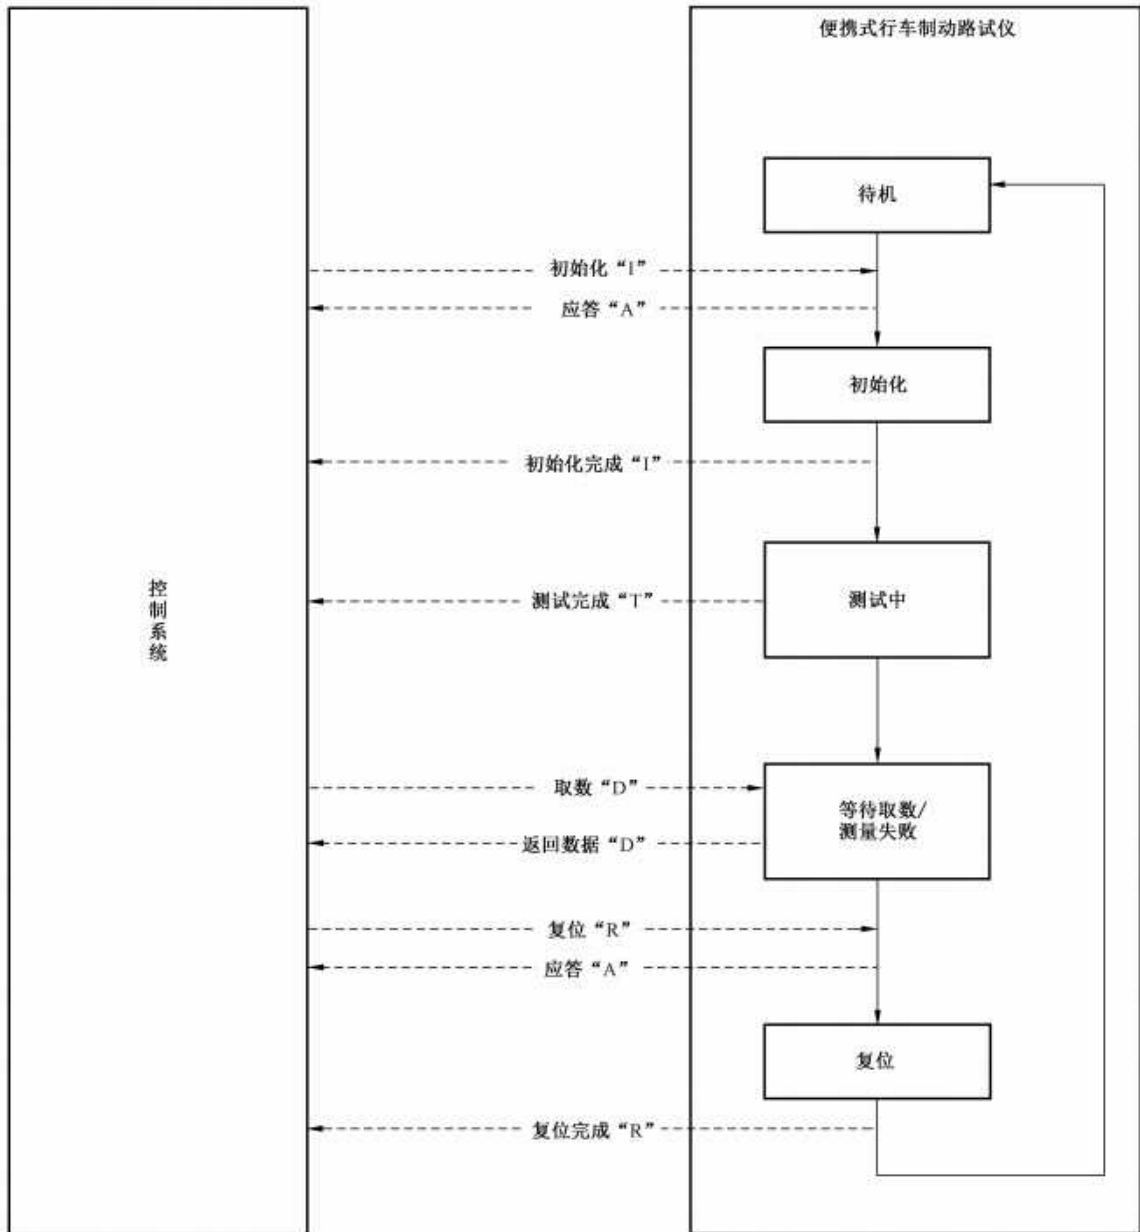 便携式行车制动路试仪
待机
初始化“I”
应答“A”
初始化
初始化完成“I”
控制系统
测试完成“T”
测试中
取数“D”
等待取数/
测量失败
返回数据“D”
复位“R”
应答“A”
复位
复位完成“R”